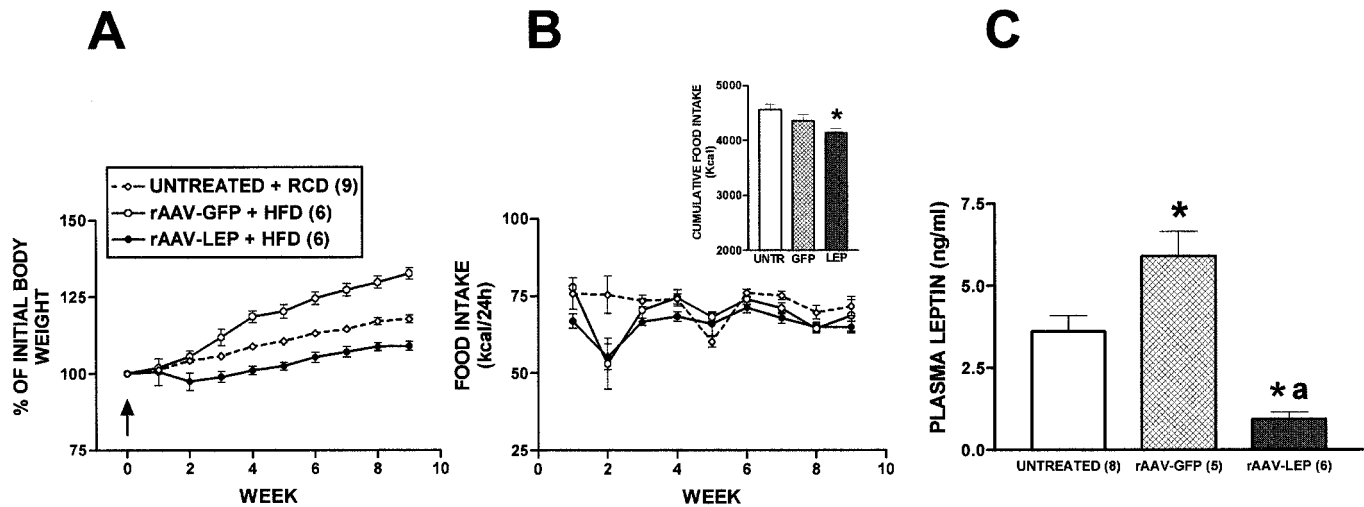 A
UNTREATED + RCD (9)
rAAV-GFP + HFD (6)
rAAV-LEP + HFD (6)
% OF INITIAL BODY
WEIGHT
150
125
100
75
0 2 4 6 8 10
WEEK
B
CUMULATIVE FOOD INTAKE
(Kcal)
5000
4000
3000
2000
*
UNTR GFP LEP
FOOD INTAKE
(kcal/24h)
100
75
50
25
0 2 4 6 8 10
WEEK
C
PLASMA LEPTIN (ng/ml)
7.5
5.0
2.5
0.0
*
* a
UNTREATED (8) rAAV-GFP (5) rAAV-LEP (6)